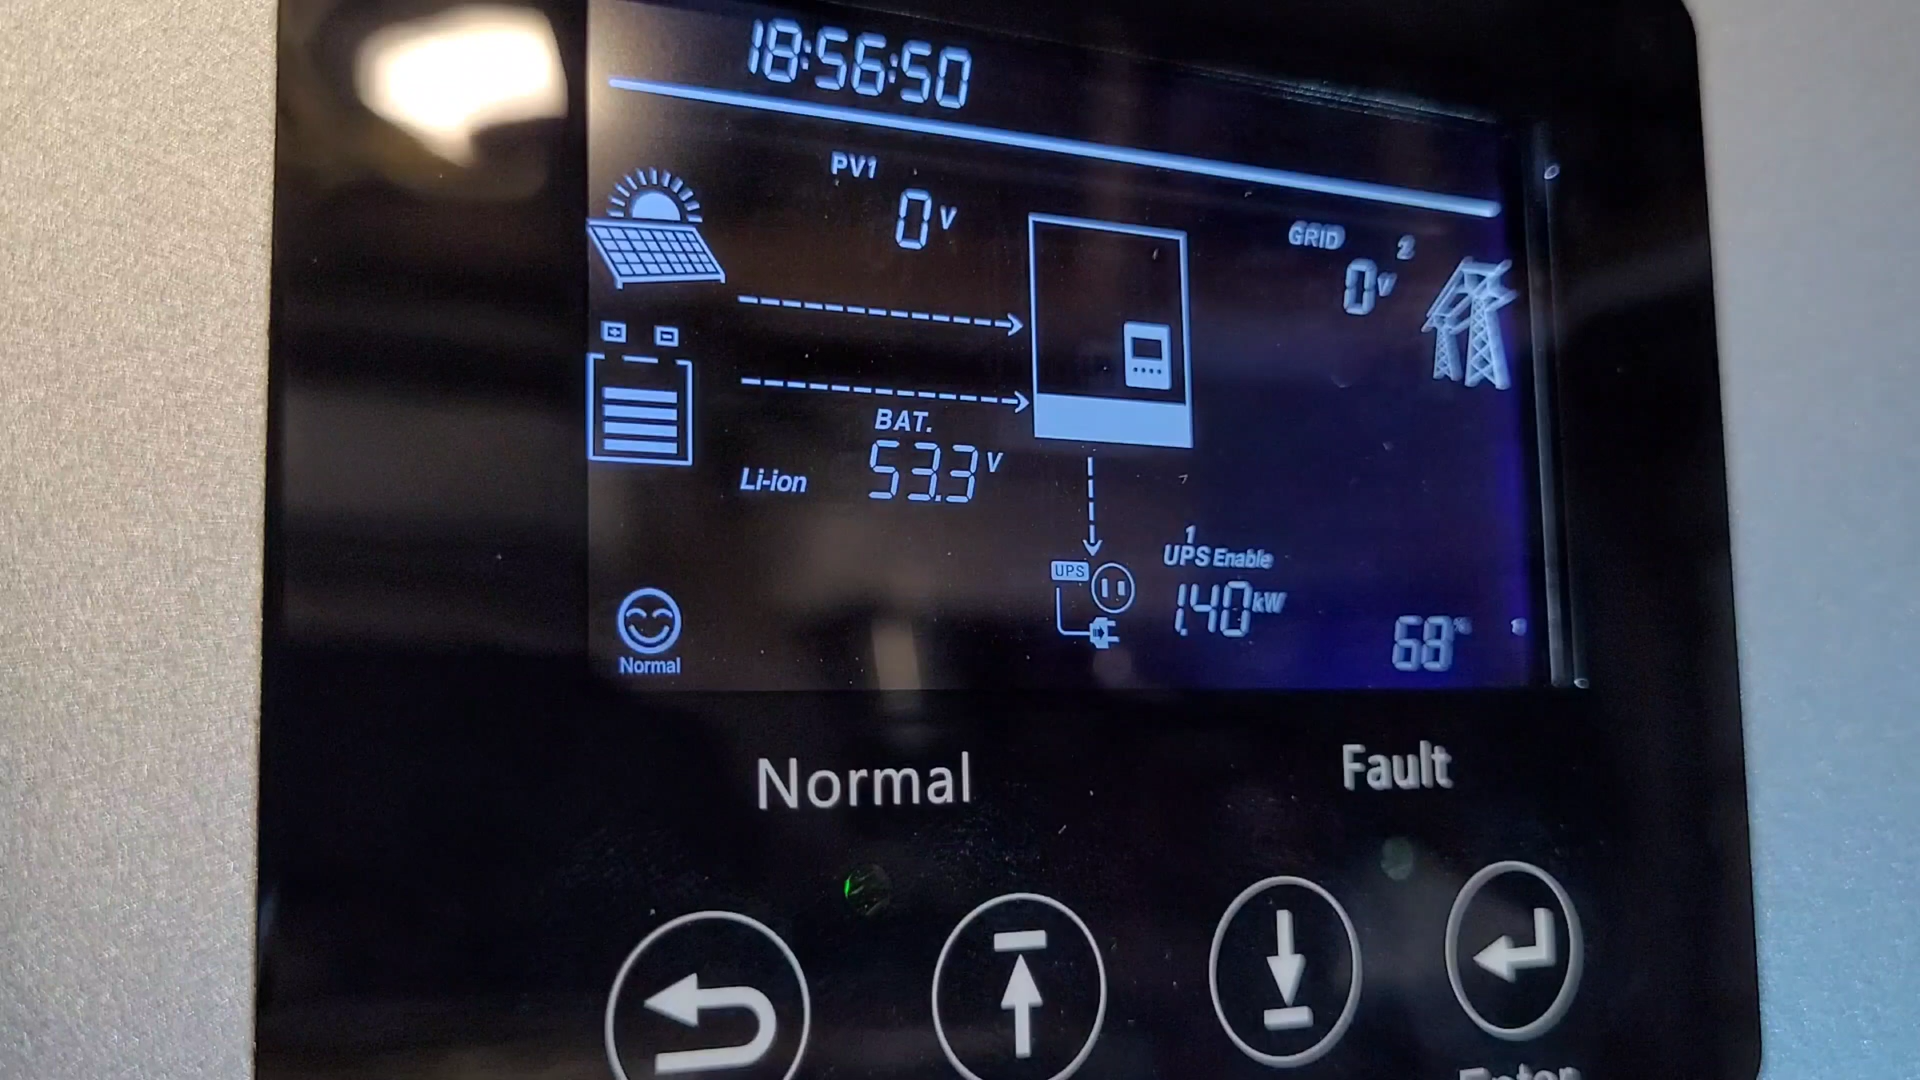 18:56:50
PV1
0V
GRID 2
0V
BAT.
Li-ion 53.3V
1
UPS Enable
UPS
1.40kW
68
Normal
Normal Fault
Enter